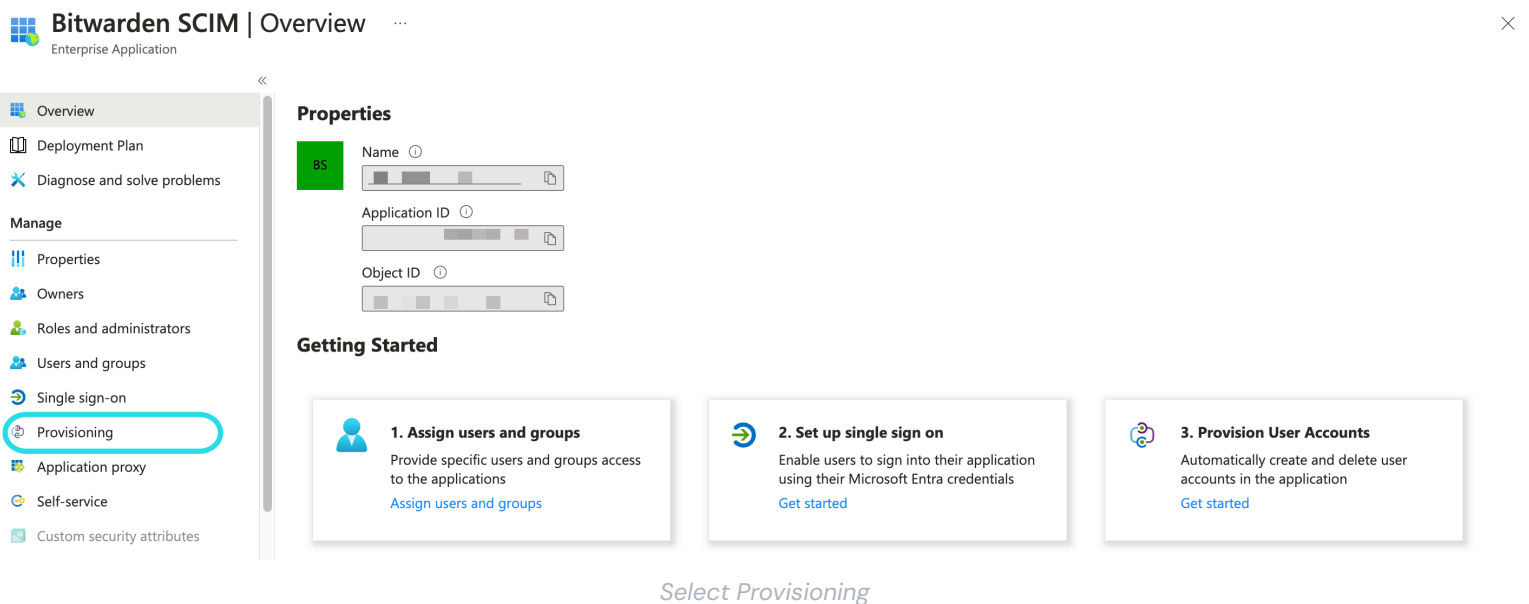 Bitwarden SCIM | Overview ...
Enterprise Application
«
Overview
Deployment Plan
Diagnose and solve problems
Manage
Properties
Owners
Roles and administrators
Users and groups
Single sign-on
Provisioning
Application proxy
Self-service
Custom security attributes
Properties
BS
Name
Application ID
Object ID
Getting Started
1. Assign users and groups
Provide specific users and groups access
to the applications
Assign users and groups
2. Set up single sign on
Enable users to sign into their application
using their Microsoft Entra credentials
Get started
3. Provision User Accounts
Automatically create and delete user
accounts in the application
Get started
Select Provisioning